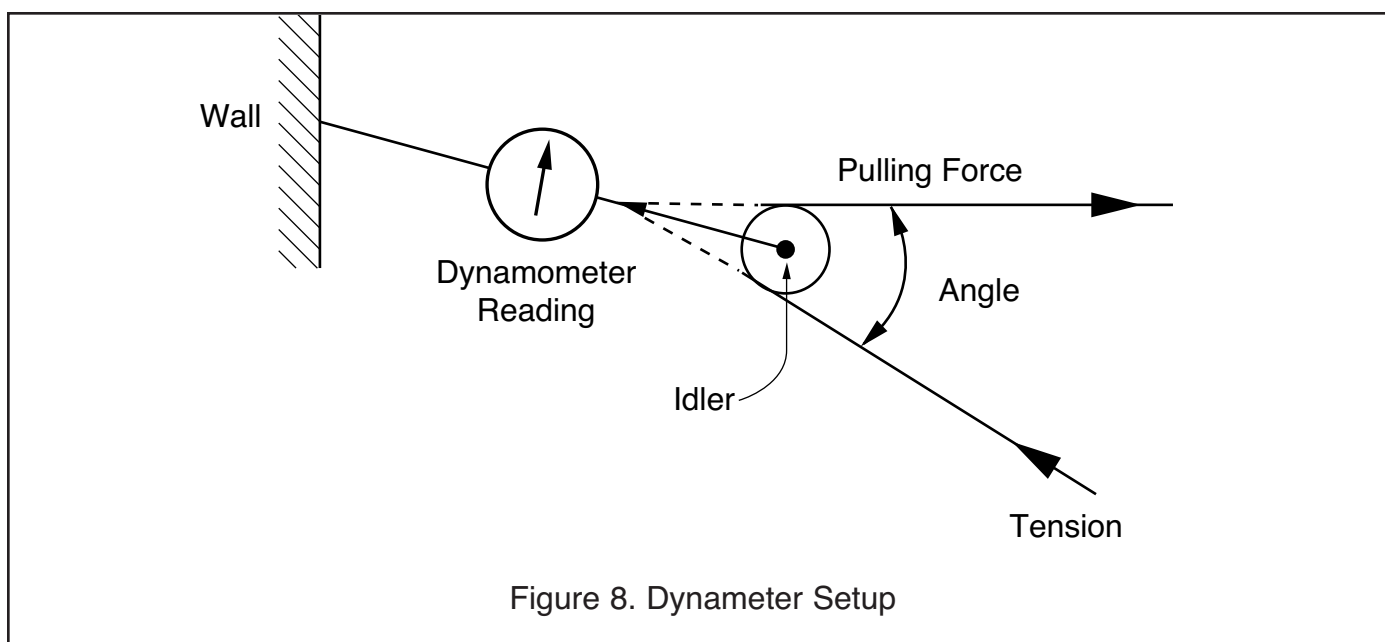 Wall
Pulling Force
Dynamometer
Reading
Angle
Idler
Tension
Figure 8. Dynameter Setup